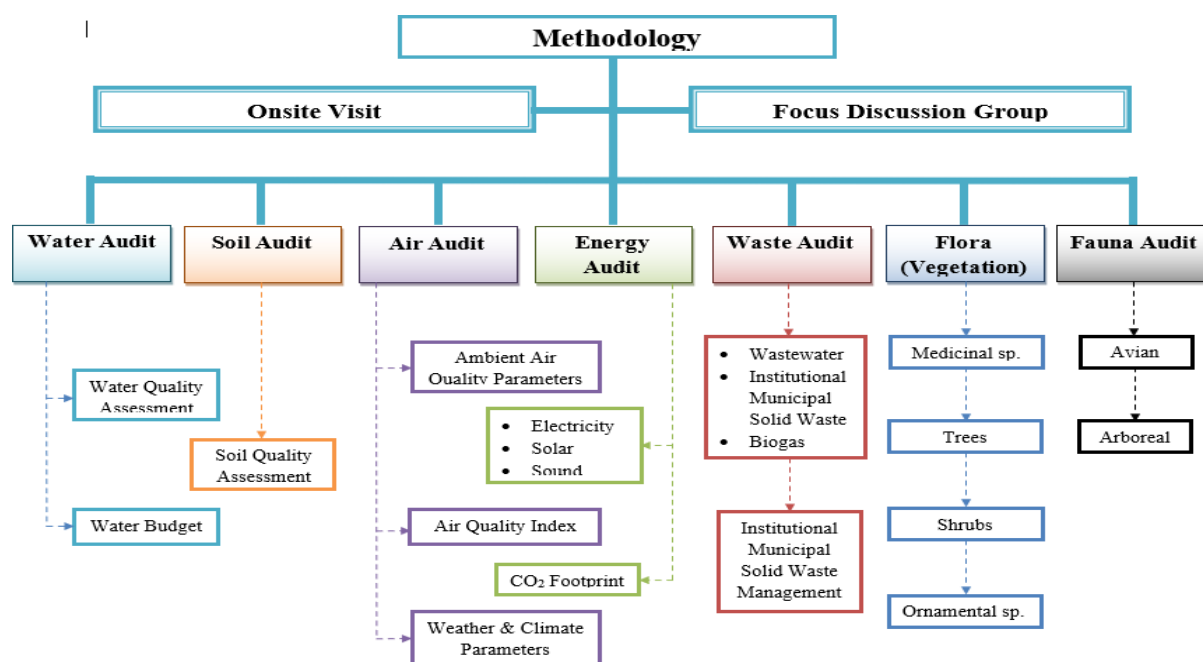 Methodology
Onsite Visit
Focus Discussion Group
Water Audit
Soil Audit
Air Audit
Energy
Audit
Waste Audit
Flora
(Vegetation)
Fauna Audit
Water Quality
Assessment
Water Budget
Soil Quality
Assessment
Ambient Air
Quality Parameters
Air Quality Index
Weather & Climate
Parameters
• Electricity
• Solar
• Sound
CO₂ Footprint
• Wastewater
• Institutional
Municipal
Solid Waste
• Biogas
Institutional
Municipal
Solid Waste
Management
Medicinal sp.
Trees
Shrubs
Ornamental sp.
Avian
Arboreal